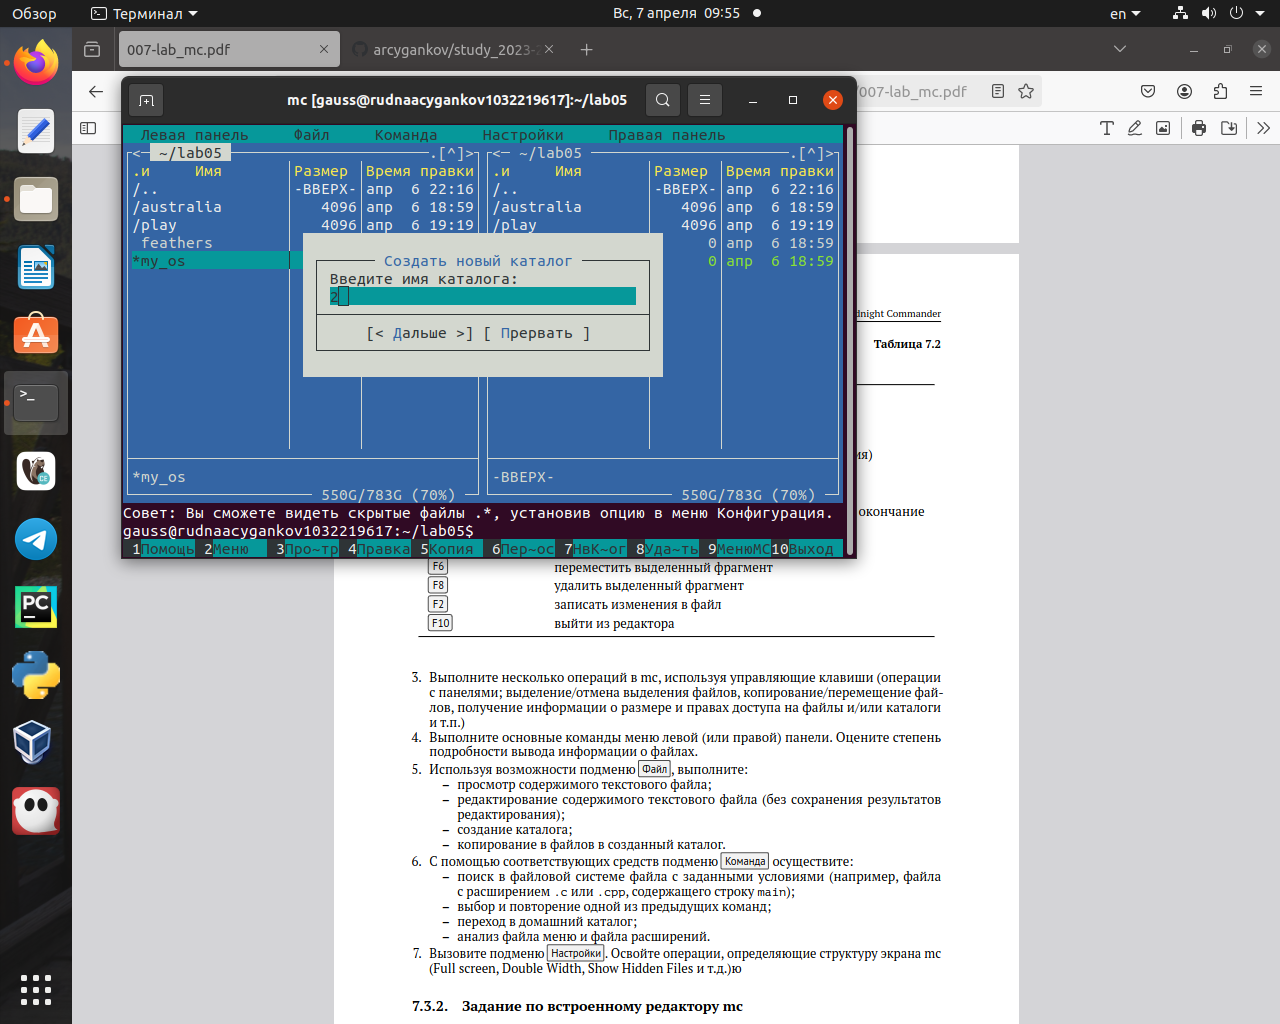 Обзор
Терминал
Вс, 7 апреля 09:55
en
007-lab_mc.pdf
arcygankov/study_2023-2
/007-lab_mc.pdf
mc [gauss@rudnaacygankov1032219617]:~/lab05
Левая панель Файл Команда Настройки Правая панель
<─ ~/lab05 .[^]> <─ ~/lab05 .[^]>
.и Имя Размер Время правки .и Имя Размер Время правки
/.. -ВВЕРХ- апр 6 22:16 /.. -ВВЕРХ- апр 6 22:16
/australia 4096 апр 6 18:59 /australia 4096 апр 6 18:59
/play 4096 апр 6 19:19 /play 4096 апр 6 19:19
feathers 0 апр 6 18:59
*my_os 0 апр 6 18:59
Создать новый каталог
Введите имя каталога:
2
[< Дальше >] [ Прервать ]
*my_os -ВВЕРХ-
550G/783G (70%) 550G/783G (70%)
Совет: Вы сможете видеть скрытые файлы .*, установив опцию в меню Конфигурация.
gauss@rudnaacygankov1032219617:~/lab05$
1Помощь 2Меню 3Про~тр 4Правка 5Копия 6Пер~ос 7НвК~ог 8Уда~ть 9МенюМС 10Выход
dnight Commander
Таблица 7.2
ия)
окончание
F6 переместить выделенный фрагмент
F8 удалить выделенный фрагмент
F2 записать изменения в файл
F10 выйти из редактора
3. Выполните несколько операций в mc, используя управляющие клавиши (операции
с панелями; выделение/отмена выделения файлов, копирование/перемещение фай-
лов, получение информации о размере и правах доступа на файлы и/или каталоги
и т.п.)
4. Выполните основные команды меню левой (или правой) панели. Оцените степень
подробности вывода информации о файлах.
5. Используя возможности подменю Файл, выполните:
– просмотр содержимого текстового файла;
– редактирование содержимого текстового файла (без сохранения результатов
редактирования);
– создание каталога;
– копирование в файлов в созданный каталог.
6. С помощью соответствующих средств подменю Команда осуществите:
– поиск в файловой системе файла с заданными условиями (например, файла
с расширением .c или .cpp, содержащего строку main);
– выбор и повторение одной из предыдущих команд;
– переход в домашний каталог;
– анализ файла меню и файла расширений.
7. Вызовите подменю Настройки. Освойте операции, определяющие структуру экрана mc
(Full screen, Double Width, Show Hidden Files и т.д.)ю
7.3.2. Задание по встроенному редактору mc